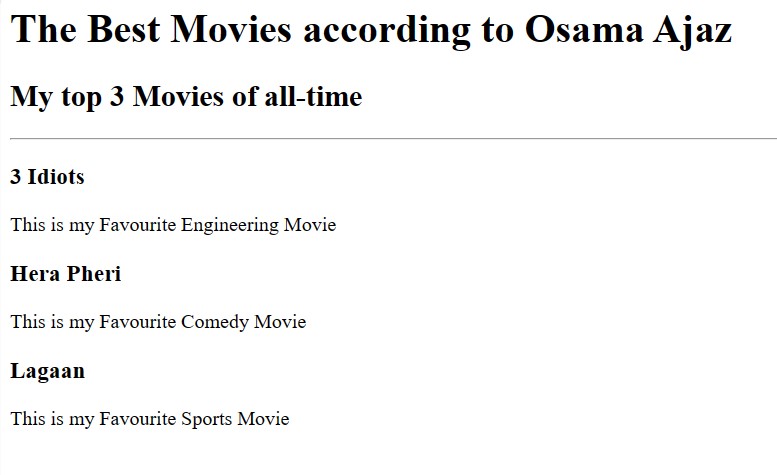 The Best Movies according to Osama Ajaz
My top 3 Movies of all-time
3 Idiots
This is my Favourite Engineering Movie
Hera Pheri
This is my Favourite Comedy Movie
Lagaan
This is my Favourite Sports Movie